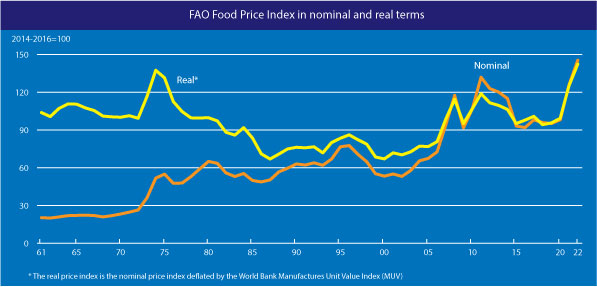 FAO Food Price Index in nominal and real terms
2014-2016=100
150
Nominal
Real*
120
90
60
30
0
61 65 70 75 80 85 90 95 00 05 10 15 20 22
* The real price index is the nominal price index deflated by the World Bank Manufactures Unit Value Index (MUV)